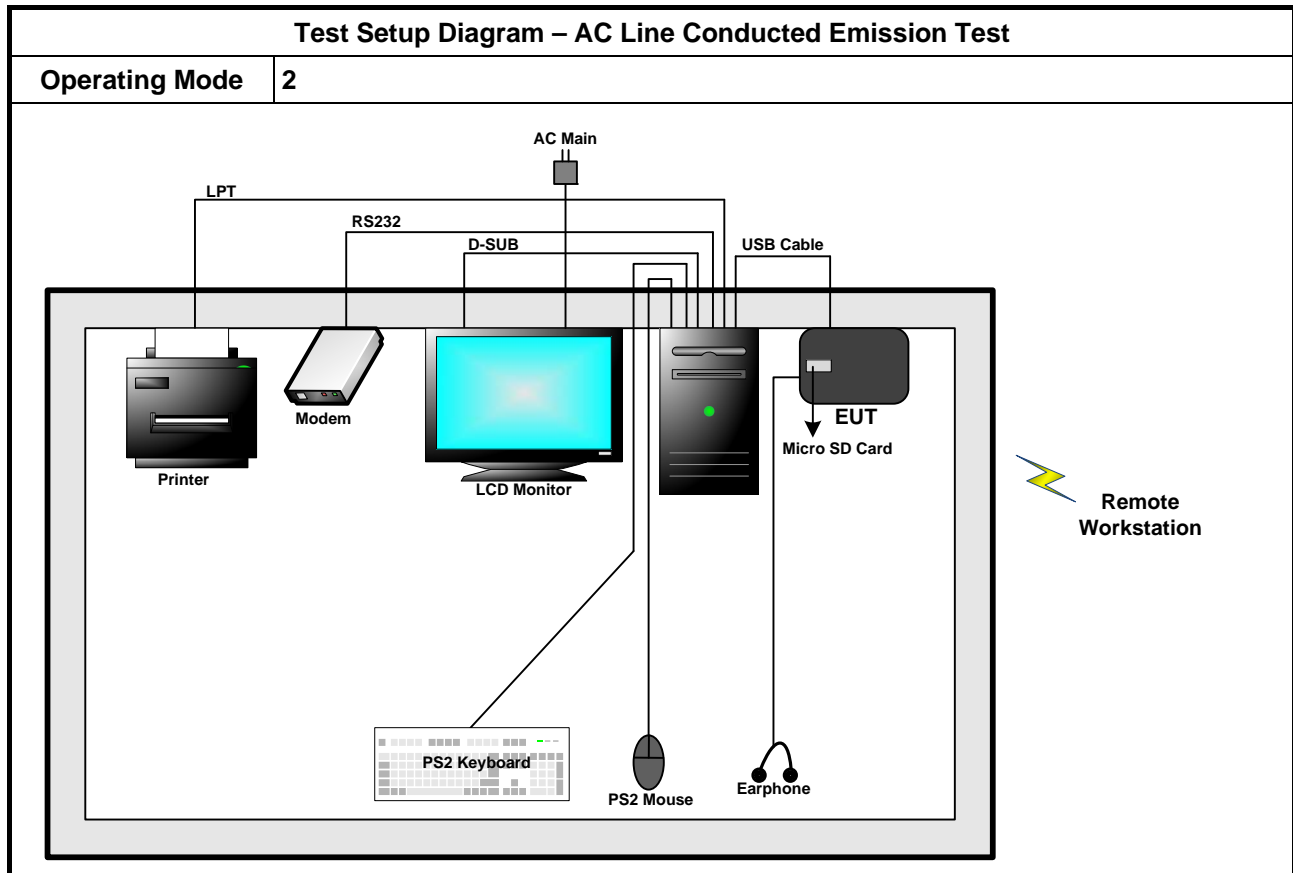 Test Setup Diagram – AC Line Conducted Emission Test
Operating Mode 2
AC Main
LPT
RS232
D-SUB
USB Cable
EUT
Modem
Micro SD Card
Printer
LCD Monitor
Remote
Workstation
PS2 Keyboard
PS2 Mouse
Earphone